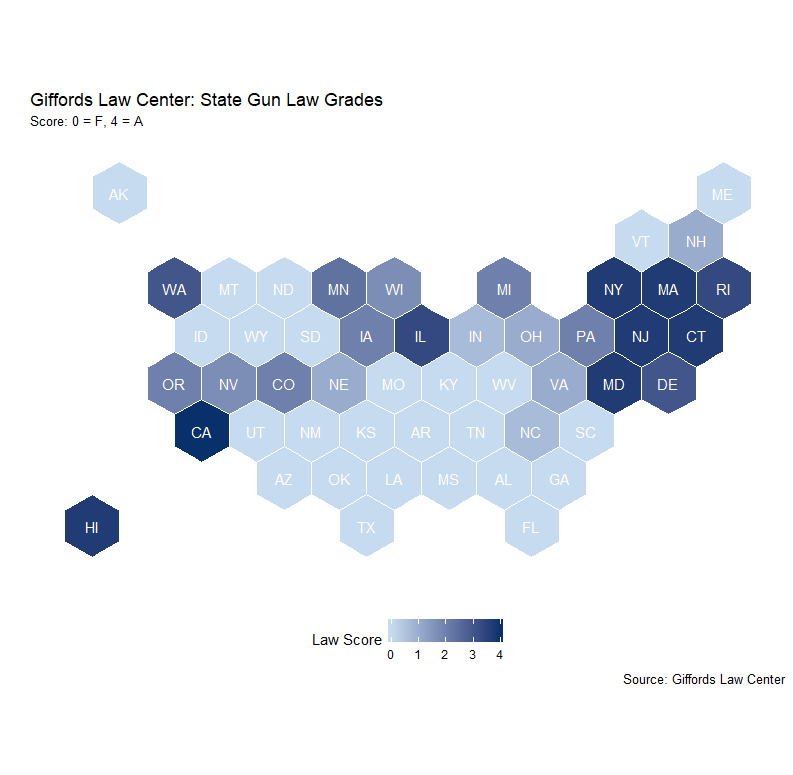 Giffords Law Center: State Gun Law Grades
Score: 0 = F, 4 = A
AK ME
VT NH
WA MT ND MN WI MI NY MA RI
ID WY SD IA IL IN OH PA NJ CT
OR NV CO NE MO KY WV VA MD DE
CA UT NM KS AR TN NC SC
AZ OK LA MS AL GA
HI TX FL
Law Score
0 1 2 3 4
Source: Giffords Law Center